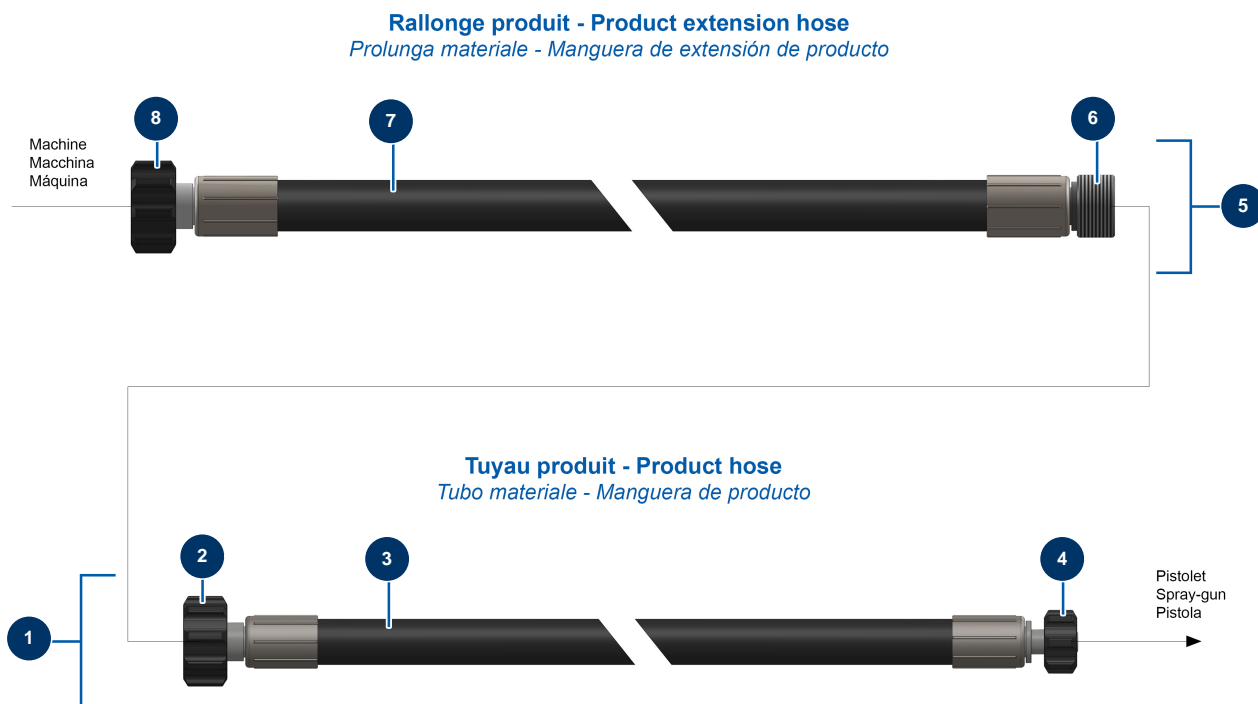 Rallonge produit - Product extension hose
Prolunga materiale - Manguera de extensión de producto
8
7
6
Machine
Macchina
Máquina
5
Tuyau produit - Product hose
Tubo materiale - Manguera de producto
2
3
4
Pistolet
Spray-gun
Pistola
1